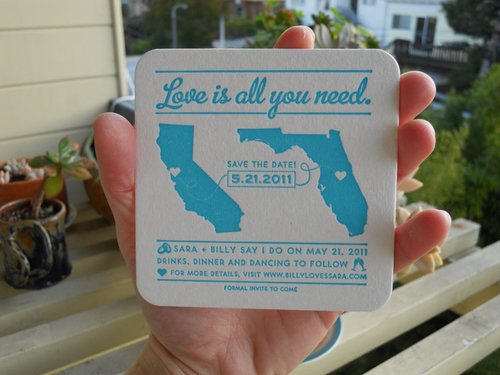 Love is all you need.
SAVE THE DATE!
5.21.2011
SARA + BILLY SAY I DO ON MAY 21, 2011
DRINKS, DINNER AND DANCING TO FOLLOW
FOR MORE DETAILS, VISIT WWW.BILLYLOVESSARA.COM
FORMAL INVITE TO COME